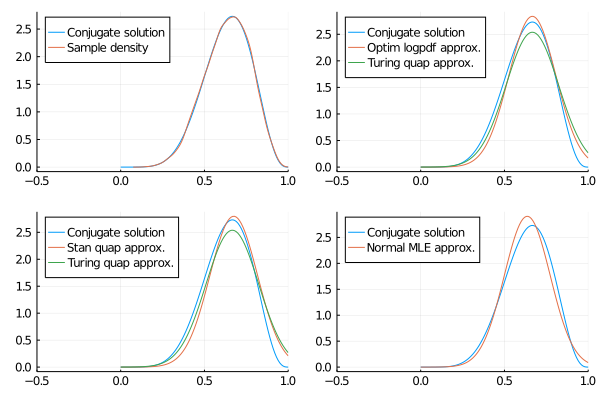 Conjugate solution
Sample density
2.5
2.0
1.5
1.0
0.5
0.0
−0.5 0.0 0.5 1.0
Conjugate solution
Optim logpdf approx.
Turing quap approx.
2.5
2.0
1.5
1.0
0.5
0.0
−0.5 0.0 0.5 1.0
Conjugate solution
Stan quap approx.
Turing quap approx.
2.5
2.0
1.5
1.0
0.5
0.0
−0.5 0.0 0.5 1.0
Conjugate solution
Normal MLE approx.
2.5
2.0
1.5
1.0
0.5
0.0
−0.5 0.0 0.5 1.0